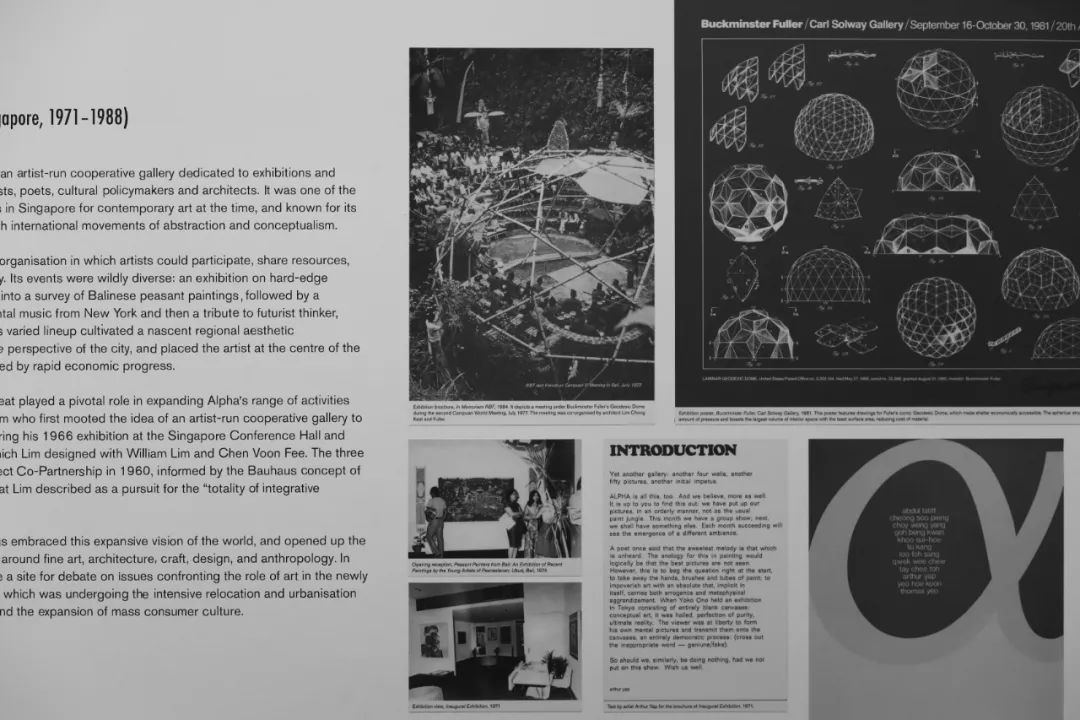 gapore, 1971–1988)
an artist-run cooperative gallery dedicated to exhibitions and
sts, poets, cultural policymakers and architects. It was one of the
s in Singapore for contemporary art at the time, and known for its
h international movements of abstraction and conceptualism.
organisation in which artists could participate, share resources,
y. Its events were wildly diverse: an exhibition on hard-edge
into a survey of Balinese peasant paintings, followed by a
ntal music from New York and then a tribute to futurist thinker,
s varied lineup cultivated a nascent regional aesthetic
e perspective of the city, and placed the artist at the centre of the
ed by rapid economic progress.
eat played a pivotal role in expanding Alpha's range of activities
m who first mooted the idea of an artist-run cooperative gallery to
ring his 1966 exhibition at the Singapore Conference Hall and
hich Lim designed with William Lim and Chen Voon Fee. The three
ect Co-Partnership in 1960, informed by the Bauhaus concept of
at Lim described as a pursuit for the "totality of integrative
s embraced this expansive vision of the world, and opened up the
around fine art, architecture, craft, design, and anthropology. In
e a site for debate on issues confronting the role of art in the newly
which was undergoing the intensive relocation and urbanisation
nd the expansion of mass consumer culture.
Exhibition brochure, In Memoriam RBF, 1984. It depicts a meeting under Buckminster Fuller's Geodesic Dome
during the second Campuan World Meeting, July 1977. The meeting was co-organised by architect Lim Chong
Keat and Fuller.
Buckminster Fuller / Carl Solway Gallery / September 16-October 30, 1981 / 20th
Exhibition poster, Buckminster Fuller, Carl Solway Gallery, 1981. This poster features drawings for Fuller's iconic Geodesic Dome, which made shelter economically accessible. The spherical
amount of pressure and boasts the largest volume of interior space with the least surface area, reducing cost of material.
Opening reception, Peasant Painters from Bali: An Exhibition of Recent
Paintings by the Young Artists of Penestanan, Ubud, Bali,
Exhibition view, Inaugural Exhibition, 1971
INTRODUCTION
Yet another gallery: another four walls, another
fifty pictures, another initial impetus.
ALPHA is all this, too. And we believe, more as well.
It is up to you to find this out: we have put up our
pictures, in an orderly manner, not as the usual
paint jungle. This month we have a group show; next,
we shall have something else. Each month succeeding will
see the emergence of a different ambience.
A poet once said that the sweetest melody is that which
is unheard. The analogy for this in painting would
logically be that the best pictures are not seen.
However, this is to beg the question right at the start,
to take away the hands, brushes and tubes of paint; to
impoverish art with an absolute that, implicit in
itself, carries both arrogance and metaphysical
aggrandizement. When Yoko Ono held an exhibition
in Tokyo consisting of entirely blank canvases:
conceptual art, it was hailed, perfection of purity,
ultimate reality. The viewer was at liberty to form
his own mental pictures and transmit them onto the
canvases, an entirely democratic process: (cross out
the inappropriate word — genuine/fake).
So should we, similarly, be doing nothing, had we not
put on this show. Wish us well.
arthur yap
Text by artist Arthur Yap for the brochure of Inaugural Exhibition, 1971.
abdul latiff
cheong soo pieng
choy weng yang
goh beng kwan
khoo sui-hoe
liu kang
ng
qwek wee chew
tay chee toh
arthur yap
yeo hoe koon
thomas yeo